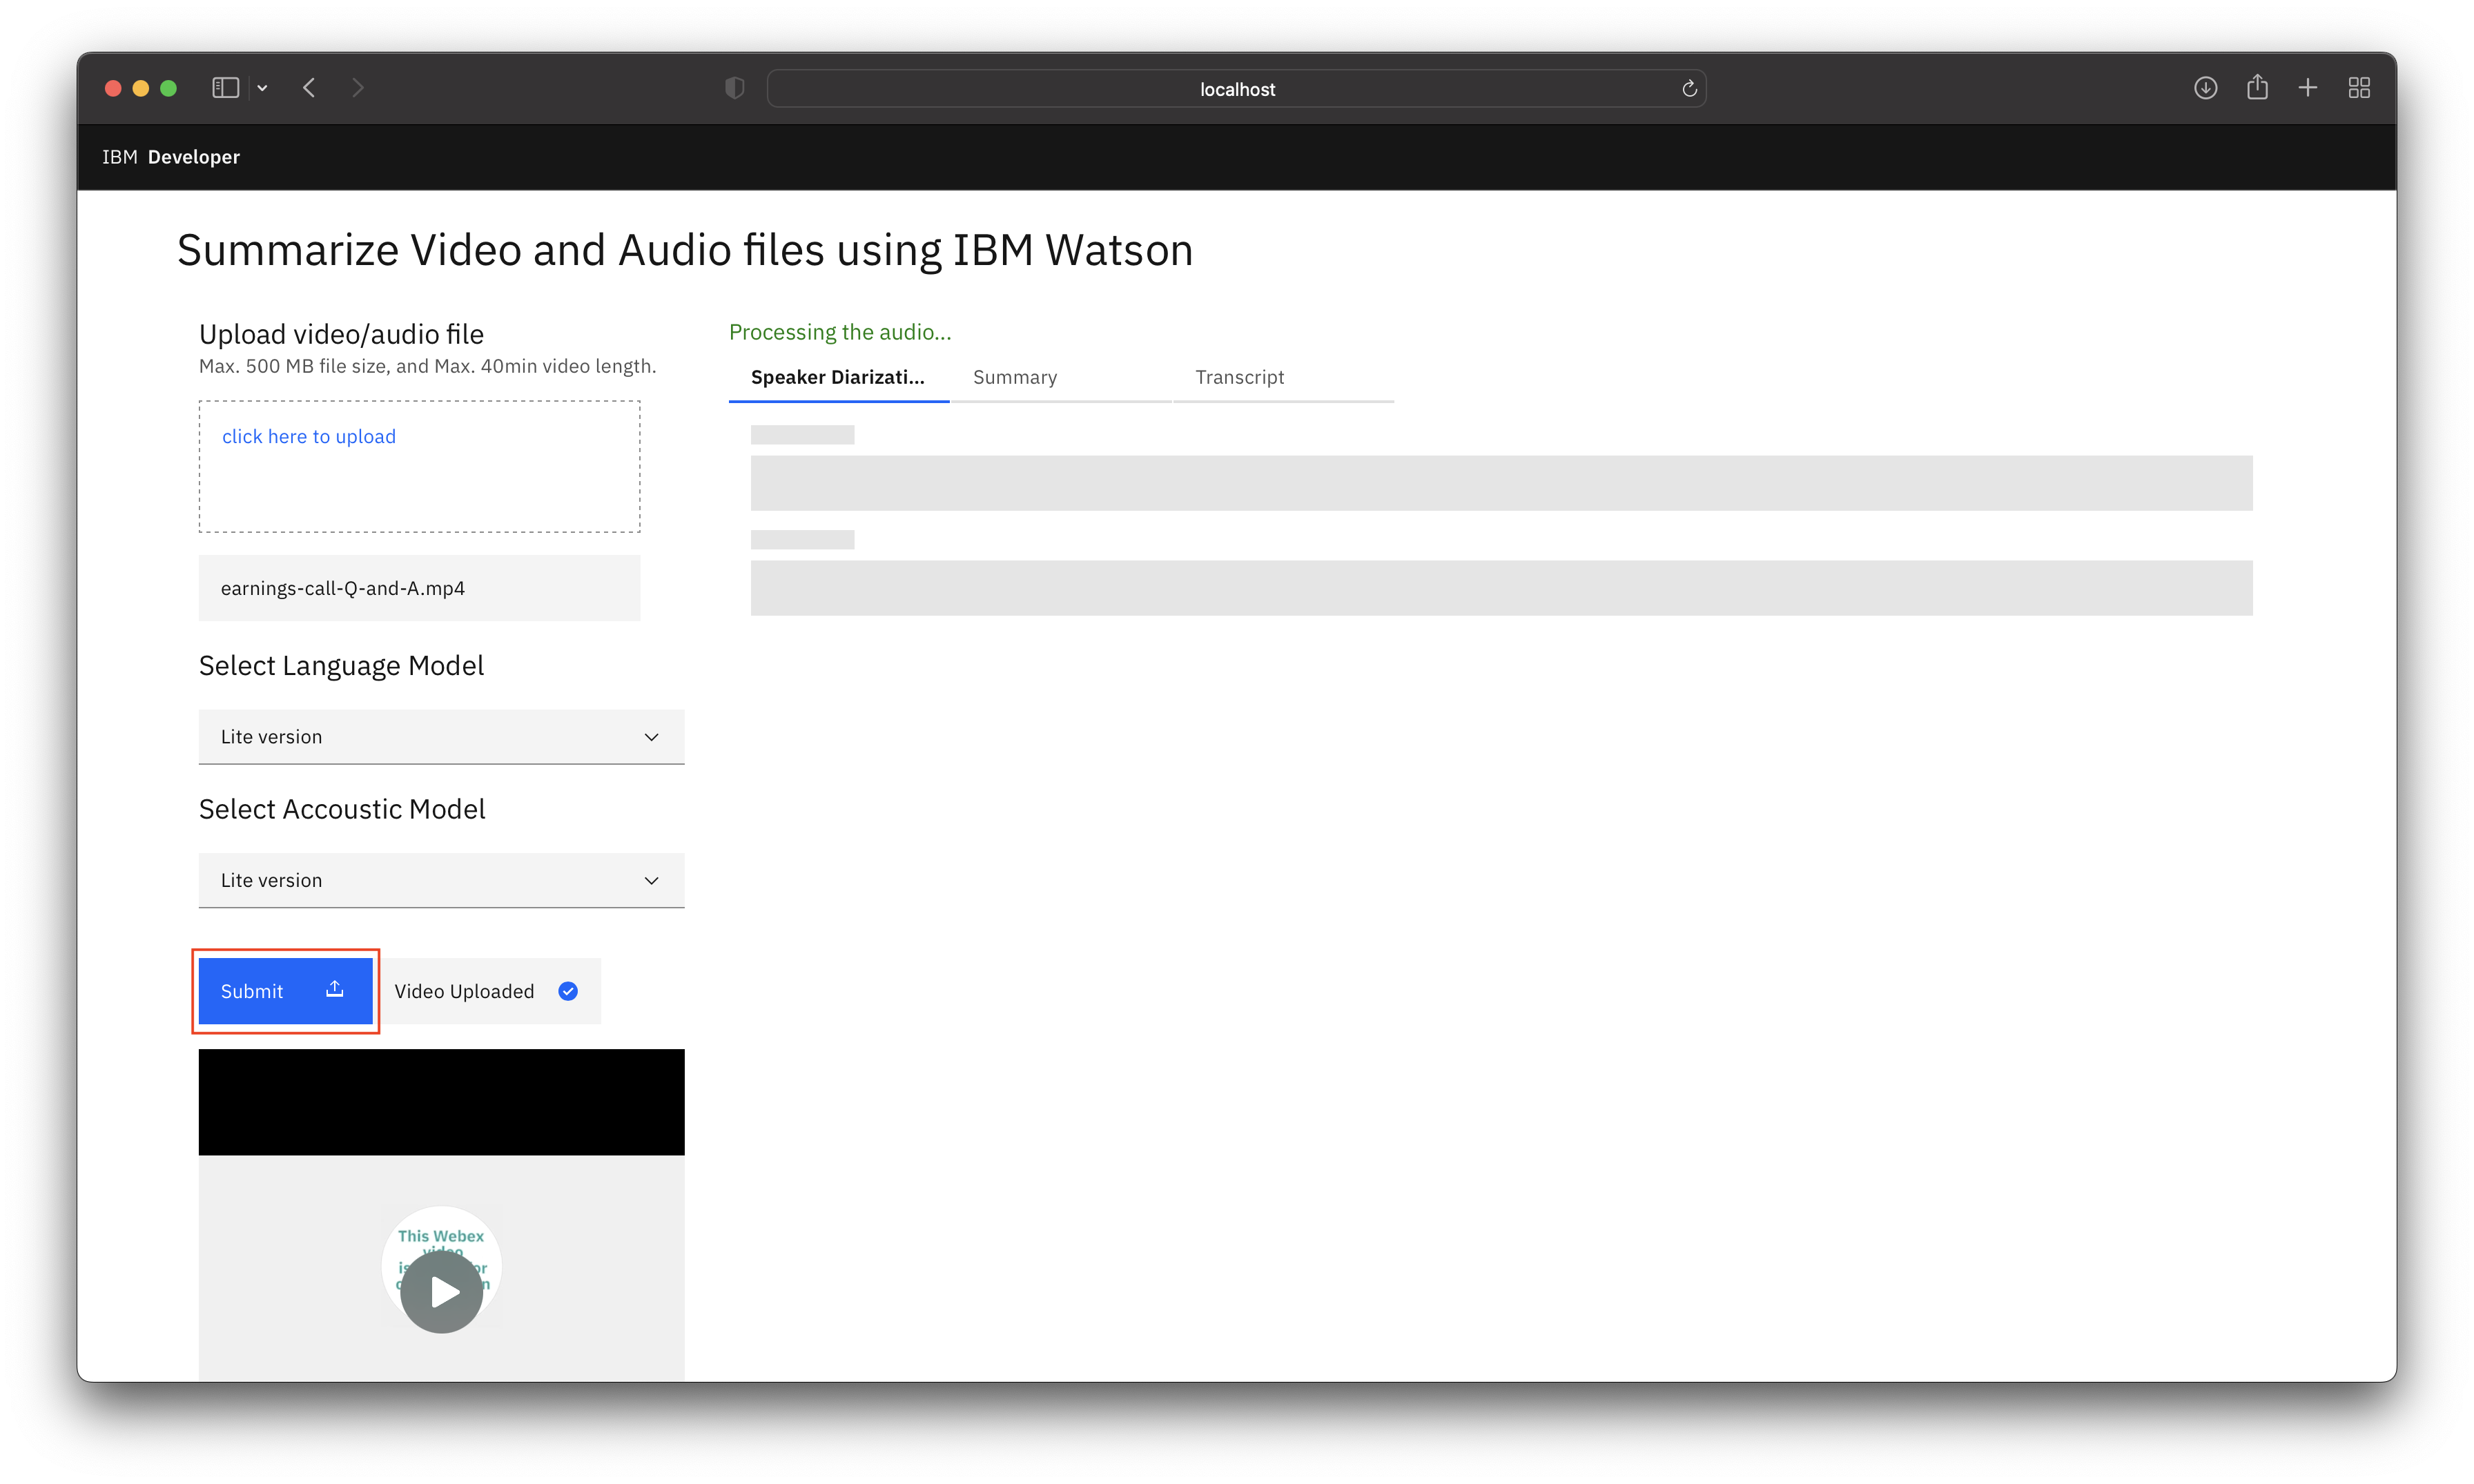 localhost
IBM Developer
Summarize Video and Audio files using IBM Watson
Upload video/audio file
Max. 500 MB file size, and Max. 40min video length.
click here to upload
earnings-call-Q-and-A.mp4
Select Language Model
Lite version
Select Accoustic Model
Lite version
Submit
Video Uploaded
This Webex
video
Processing the audio...
Speaker Diarizati...
Summary
Transcript